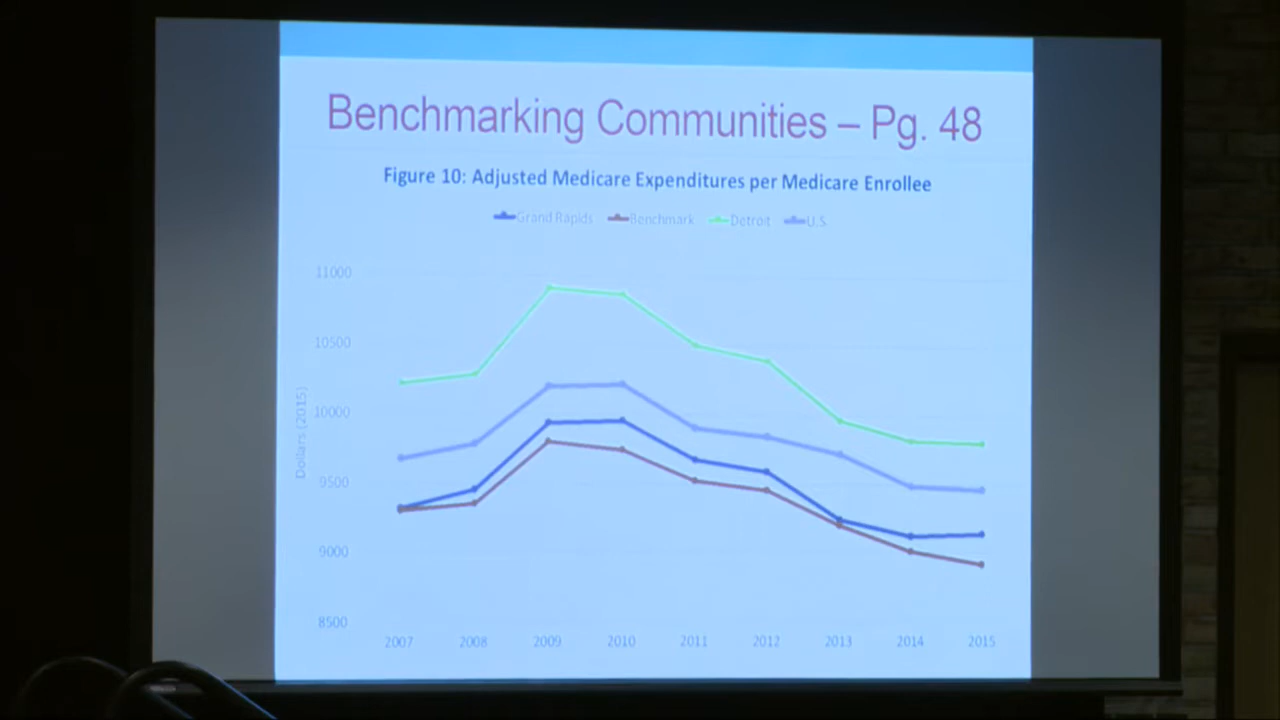 Benchmarking Communities – Pg. 48
Figure 10: Adjusted Medicare Expenditures per Medicare Enrollee
Grand Rapids Benchmark Detroit U.S.
11000
10500
10000
9500
9000
8500
Dollars (2015)
2007 2008 2009 2010 2011 2012 2013 2014 2015